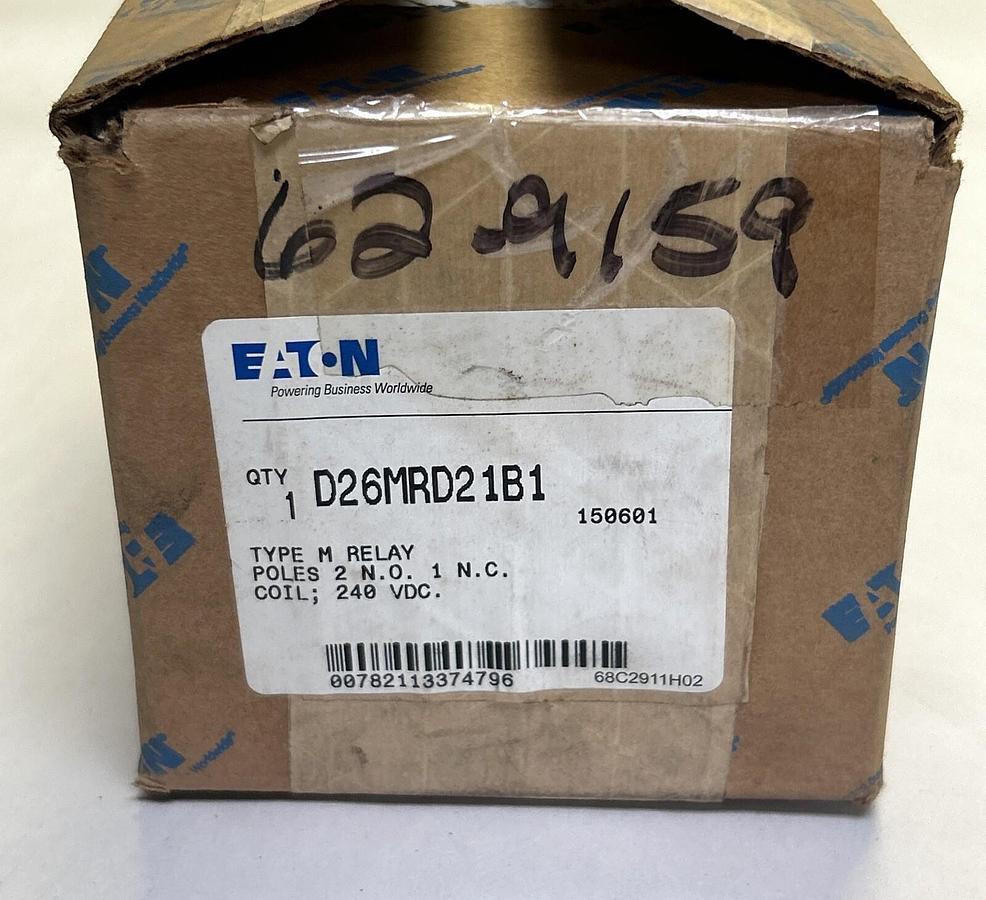 EATON
62-9159
EATON
Powering Business Worldwide
QTY
1 D26MRD21B1
150601
TYPE M RELAY
POLES 2 N.O. 1 N.C.
COIL; 240 VDC.
00782113374796
68C2911H02